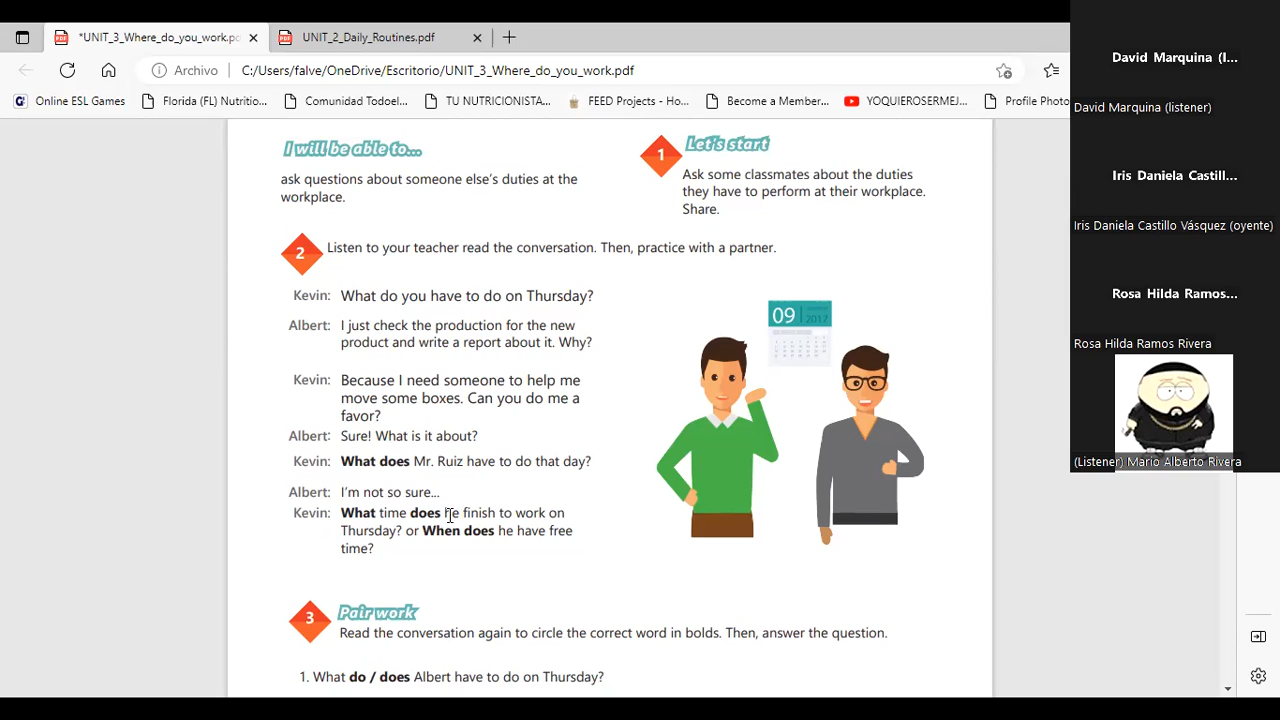 *UNIT_3_Where_do_you_work.pd
UNIT_2_Daily_Routines.pdf
Archivo
C:/Users/falve/OneDrive/Escritorio/UNIT_3_Where_do_you_work.pdf
Online ESL Games
Florida (FL) Nutritio...
Comunidad Todoel...
TU NUTRICIONISTA...
FEED Projects - Ho...
Become a Member...
YOQUIEROSERMEJ...
Profile Photo
I will be able to...
ask questions about someone else's duties at the
workplace.
1
Let's start
Ask some classmates about the duties
they have to perform at their workplace.
Share.
2
Listen to your teacher read the conversation. Then, practice with a partner.
Kevin: What do you have to do on Thursday?
Albert: I just check the production for the new
product and write a report about it. Why?
Kevin: Because I need someone to help me
move some boxes. Can you do me a
favor?
Albert: Sure! What is it about?
Kevin: What does Mr. Ruiz have to do that day?
Albert: I'm not so sure...
Kevin: What time does he finish to work on
Thursday? or When does he have free
time?
09
2017
3
Pair work
Read the conversation again to circle the correct word in bolds. Then, answer the question.
1. What do / does Albert have to do on Thursday?
David Marquina (l...
David Marquina (listener)
Iris Daniela Castill...
Iris Daniela Castillo Vásquez (oyente)
Rosa Hilda Ramos...
Rosa Hilda Ramos Rivera
(Listener) Mario Alberto Rivera